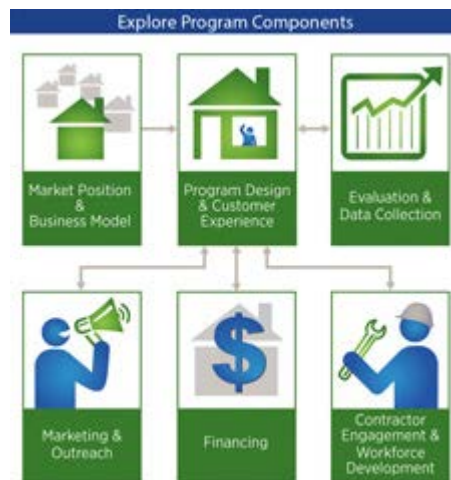 Explore Program Components
Market Position
&
Business Model
Program Design
& Customer
Experience
Evaluation &
Data Collection
$
Marketing &
Outreach
Financing
Contractor
Engagement &
Workforce
Development